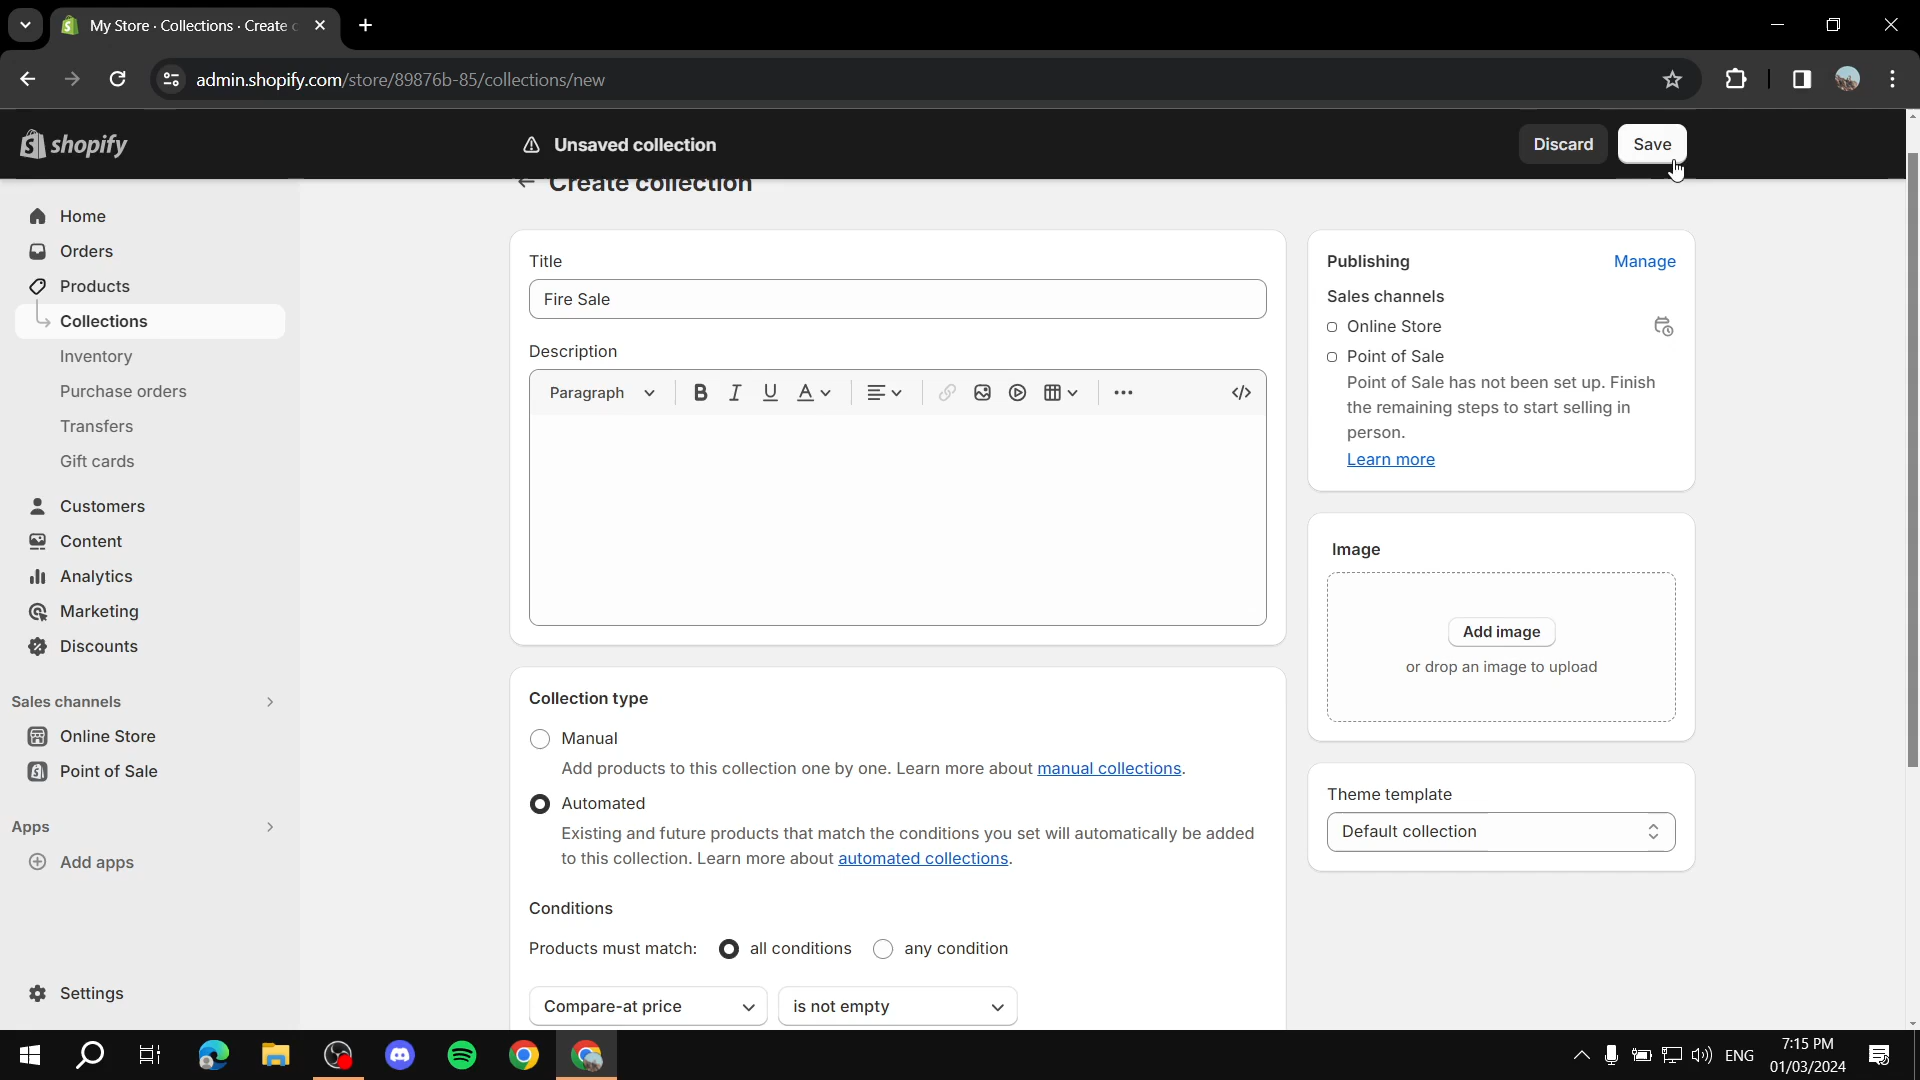 My Store · Collections · Create
admin.shopify.com/store/89876b-85/collections/new
shopify
Unsaved collection
Discard
Save
Create collection
Home
Orders
Products
Collections
Inventory
Purchase orders
Transfers
Gift cards
Customers
Content
Analytics
Marketing
Discounts
Sales channels
Online Store
Point of Sale
Apps
Add apps
Settings
Title
Fire Sale
Description
Paragraph
B I U A
Collection type
Manual
Add products to this collection one by one. Learn more about manual collections.
Automated
Existing and future products that match the conditions you set will automatically be added
to this collection. Learn more about automated collections.
Conditions
Products must match: all conditions any condition
Compare-at price is not empty
Publishing
Manage
Sales channels
Online Store
Point of Sale
Point of Sale has not been set up. Finish
the remaining steps to start selling in
person.
Learn more
Image
Add image
or drop an image to upload
Theme template
Default collection
ENG
7:15 PM
01/03/2024